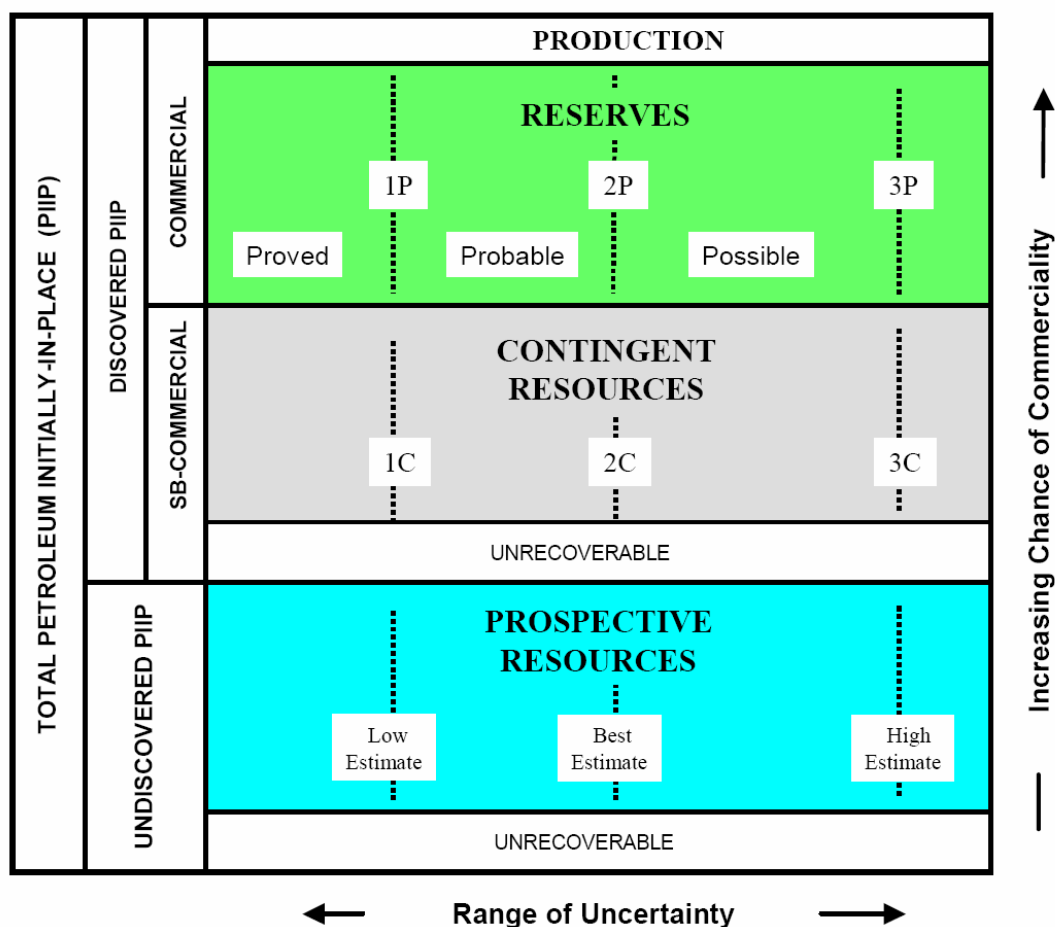 TOTAL PETROLEUM INITIALLY-IN-PLACE (PIIP)
DISCOVERED PIIP
UNDISCOVERED PIIP
COMMERCIAL
SB-COMMERCIAL
PRODUCTION
RESERVES
1P
2P
3P
Proved
Probable
Possible
CONTINGENT
RESOURCES
1C
2C
3C
UNRECOVERABLE
PROSPECTIVE
RESOURCES
Low
Estimate
Best
Estimate
High
Estimate
UNRECOVERABLE
Increasing Chance of Commerciality
Range of Uncertainty